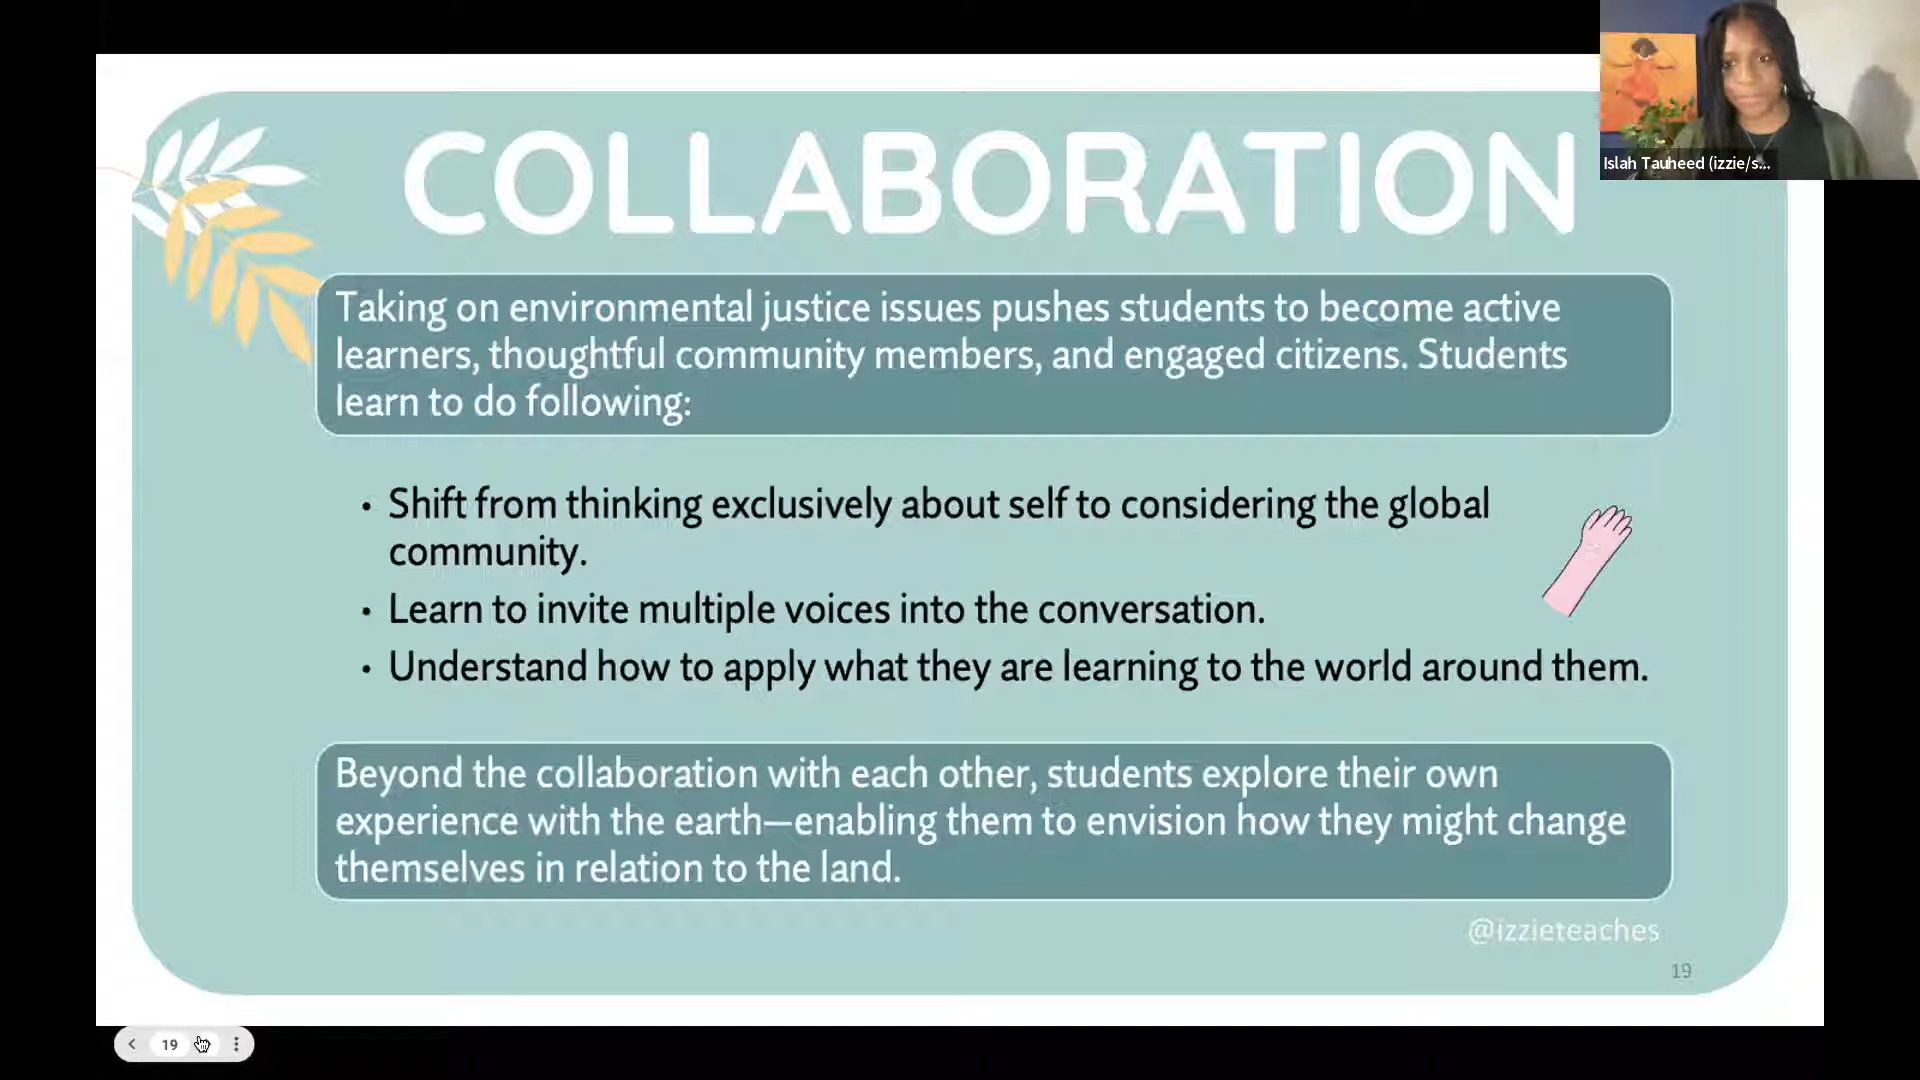 COLLABORATION
Islah Tauheed (izzie/s...
Taking on environmental justice issues pushes students to become active
learners, thoughtful community members, and engaged citizens. Students
learn to do following:
• Shift from thinking exclusively about self to considering the global
community.
• Learn to invite multiple voices into the conversation.
• Understand how to apply what they are learning to the world around them.
Beyond the collaboration with each other, students explore their own
experience with the earth—enabling them to envision how they might change
themselves in relation to the land.
@izzieteaches
19
19